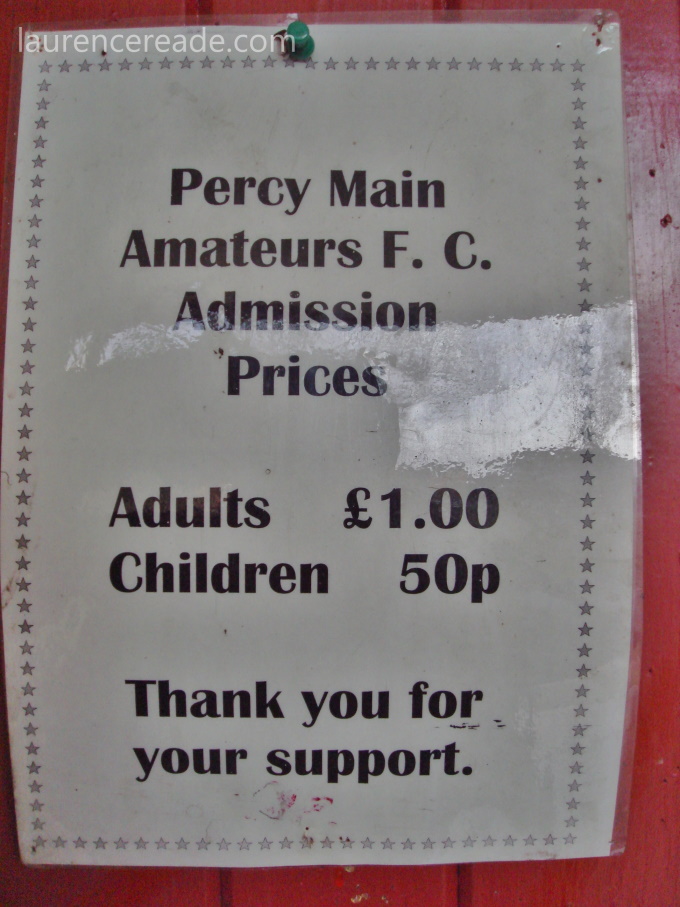 laurencereade.com
Percy Main
Amateurs F. C.
Admission
Prices
Adults £1.00
Children 50p
Thank you for
your support.